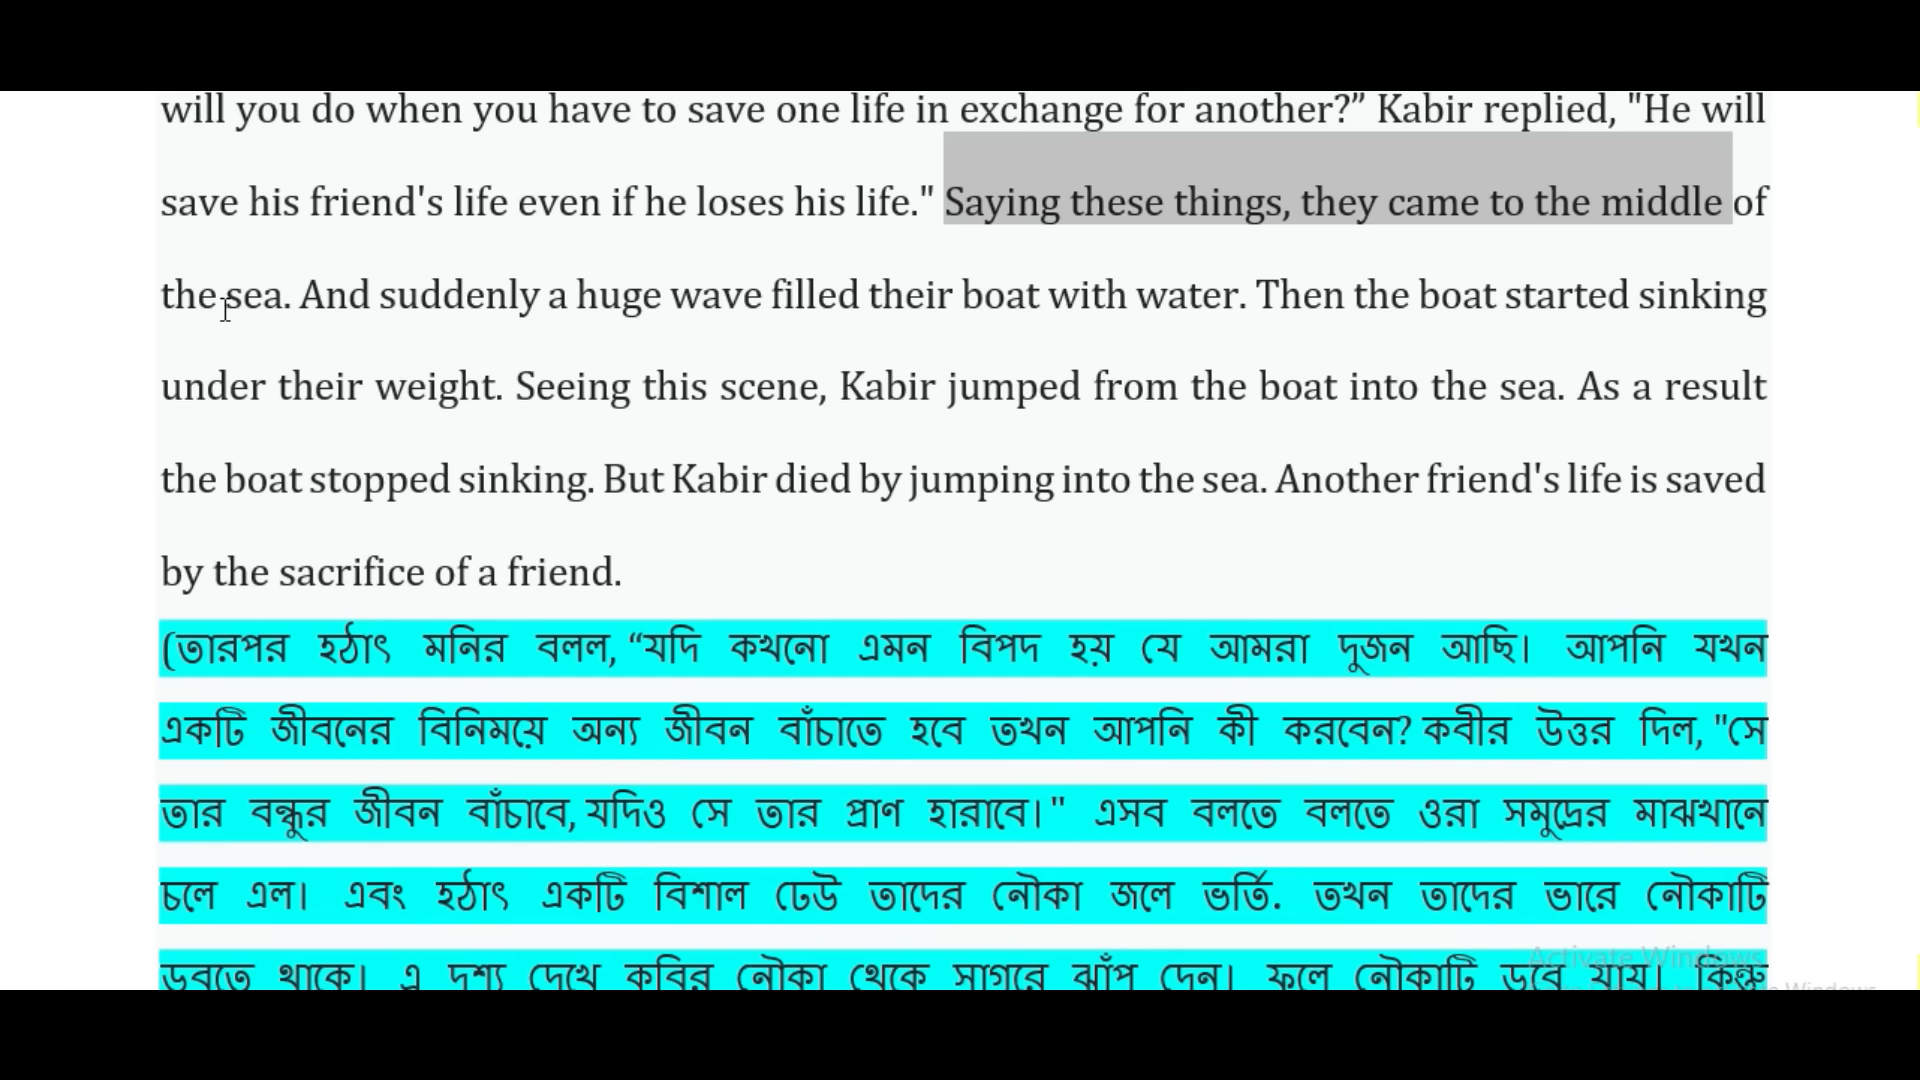 will you do when you have to save one life in exchange for another?” Kabir replied, "He will
save his friend's life even if he loses his life." Saying these things, they came to the middle of
the sea. And suddenly a huge wave filled their boat with water. Then the boat started sinking
under their weight. Seeing this scene, Kabir jumped from the boat into the sea. As a result
the boat stopped sinking. But Kabir died by jumping into the sea. Another friend's life is saved
by the sacrifice of a friend.
(তারপর হঠাৎ মনির বলল, “যদি কখনো এমন বিপদ হয় যে আমরা দুজন আছি। আপনি যখন
একটি জীবনের বিনিময়ে অন্য জীবন বাঁচাতে হবে তখন আপনি কী করবেন? কবীর উত্তর দিল, "সে
তার বন্ধুর জীবন বাঁচাবে, যদিও সে তার প্রাণ হারাবে।" এসব বলতে বলতে ওরা সমুদ্রের মাঝখানে
চলে এল। এবং হঠাৎ একটি বিশাল ঢেউ তাদের নৌকা জলে ভর্তি. তখন তাদের ভারে নৌকাটি
ডুবতে থাকে। এ দৃশ্য দেখে কবির নৌকা থেকে সাগরে ঝাঁপ দেন। ফলে নৌকাটি ডুবে যায়। কিন্তু
Activate Windows
Windows